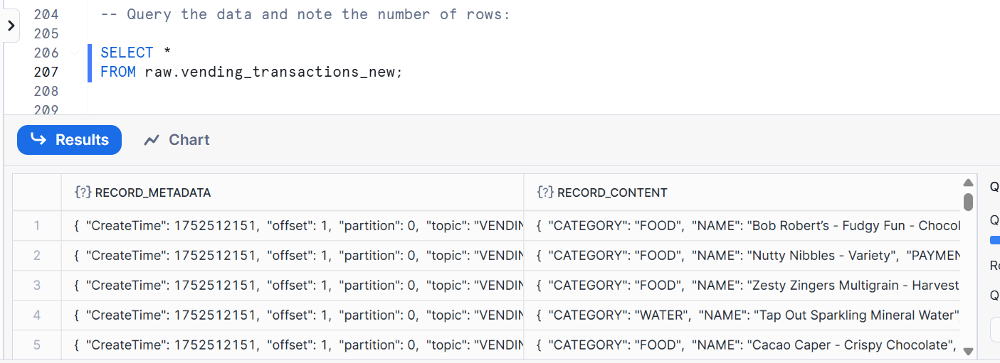 204 -- Query the data and note the number of rows:
205
206 SELECT *
207 FROM raw.vending_transactions_new;
208
209
Results Chart
{?} RECORD_METADATA {?} RECORD_CONTENT
1 { "CreateTime": 1752512151, "offset": 1, "partition": 0, "topic": "VENDIN { "CATEGORY": "FOOD", "NAME": "Bob Robert’s - Fudgy Fun - Chocol
2 { "CreateTime": 1752512151, "offset": 1, "partition": 0, "topic": "VENDIN { "CATEGORY": "FOOD", "NAME": "Nutty Nibbles - Variety", "PAYMEN
3 { "CreateTime": 1752512151, "offset": 1, "partition": 0, "topic": "VENDIN { "CATEGORY": "FOOD", "NAME": "Zesty Zingers Multigrain - Harvest
4 { "CreateTime": 1752512151, "offset": 1, "partition": 0, "topic": "VENDIN { "CATEGORY": "WATER", "NAME": "Tap Out Sparkling Mineral Water"
5 { "CreateTime": 1752512151, "offset": 1, "partition": 0, "topic": "VENDIN { "CATEGORY": "FOOD", "NAME": "Cacao Caper - Crispy Chocolate",